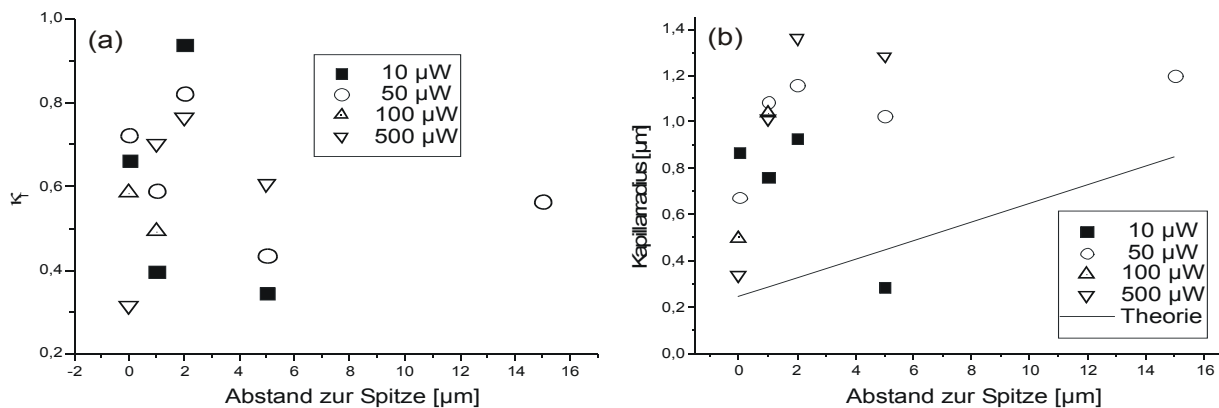 (a)
10 µW
50 µW
100 µW
500 µW
1,0
0,8
0,6
0,4
0,2
-2 0 2 4 6 8 10 12 14 16
Abstand zur Spitze [µm]
(b)
1,4
1,2
1,0
0,8
0,6
0,4
0,2
0,0
Kapillarradius [µm]
10 µW
50 µW
100 µW
500 µW
Theorie
0 2 4 6 8 10 12 14 16
Abstand zur Spitze [µm]